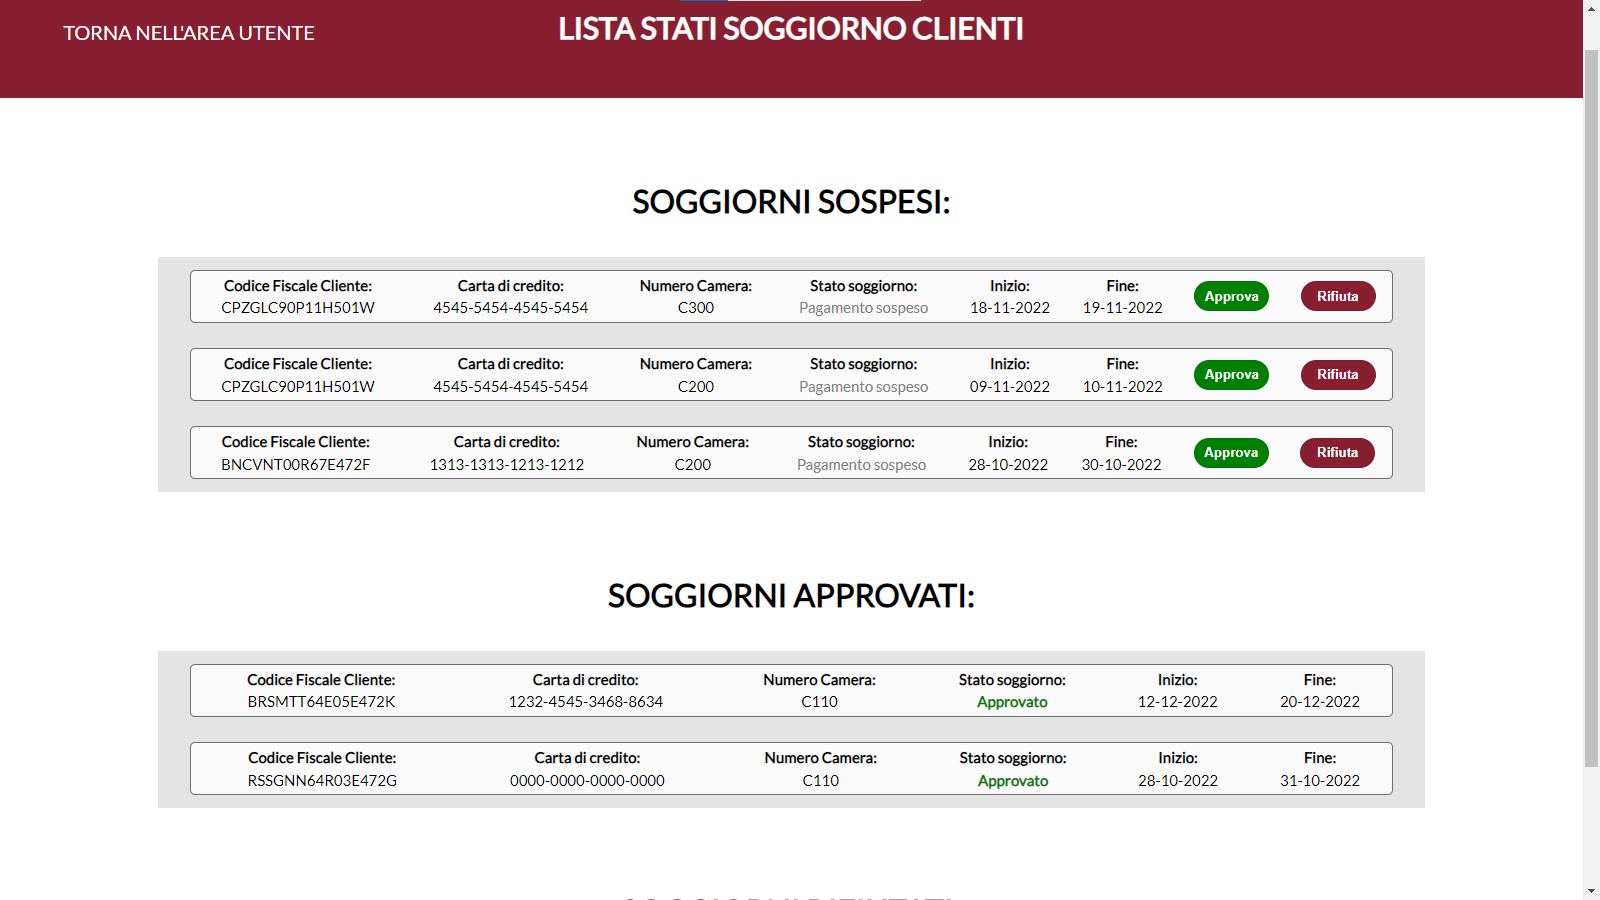 TORNA NELL'AREA UTENTE
LISTA STATI SOGGIORNO CLIENTI
SOGGIORNI SOSPESI:
Codice Fiscale Cliente: Carta di credito: Numero Camera: Stato soggiorno: Inizio: Fine:
CPZGLC90P11H501W 4545-5454-4545-5454 C300 Pagamento sospeso 18-11-2022 19-11-2022 Approva Rifiuta
Codice Fiscale Cliente: Carta di credito: Numero Camera: Stato soggiorno: Inizio: Fine:
CPZGLC90P11H501W 4545-5454-4545-5454 C200 Pagamento sospeso 09-11-2022 10-11-2022 Approva Rifiuta
Codice Fiscale Cliente: Carta di credito: Numero Camera: Stato soggiorno: Inizio: Fine:
BNCVNT00R67E472F 1313-1313-1213-1212 C200 Pagamento sospeso 28-10-2022 30-10-2022 Approva Rifiuta
SOGGIORNI APPROVATI:
Codice Fiscale Cliente: Carta di credito: Numero Camera: Stato soggiorno: Inizio: Fine:
BRSMTT64E05E472K 1232-4545-3468-8634 C110 Approvato 12-12-2022 20-12-2022
Codice Fiscale Cliente: Carta di credito: Numero Camera: Stato soggiorno: Inizio: Fine:
RSSGNN64R03E472G 0000-0000-0000-0000 C110 Approvato 28-10-2022 31-10-2022